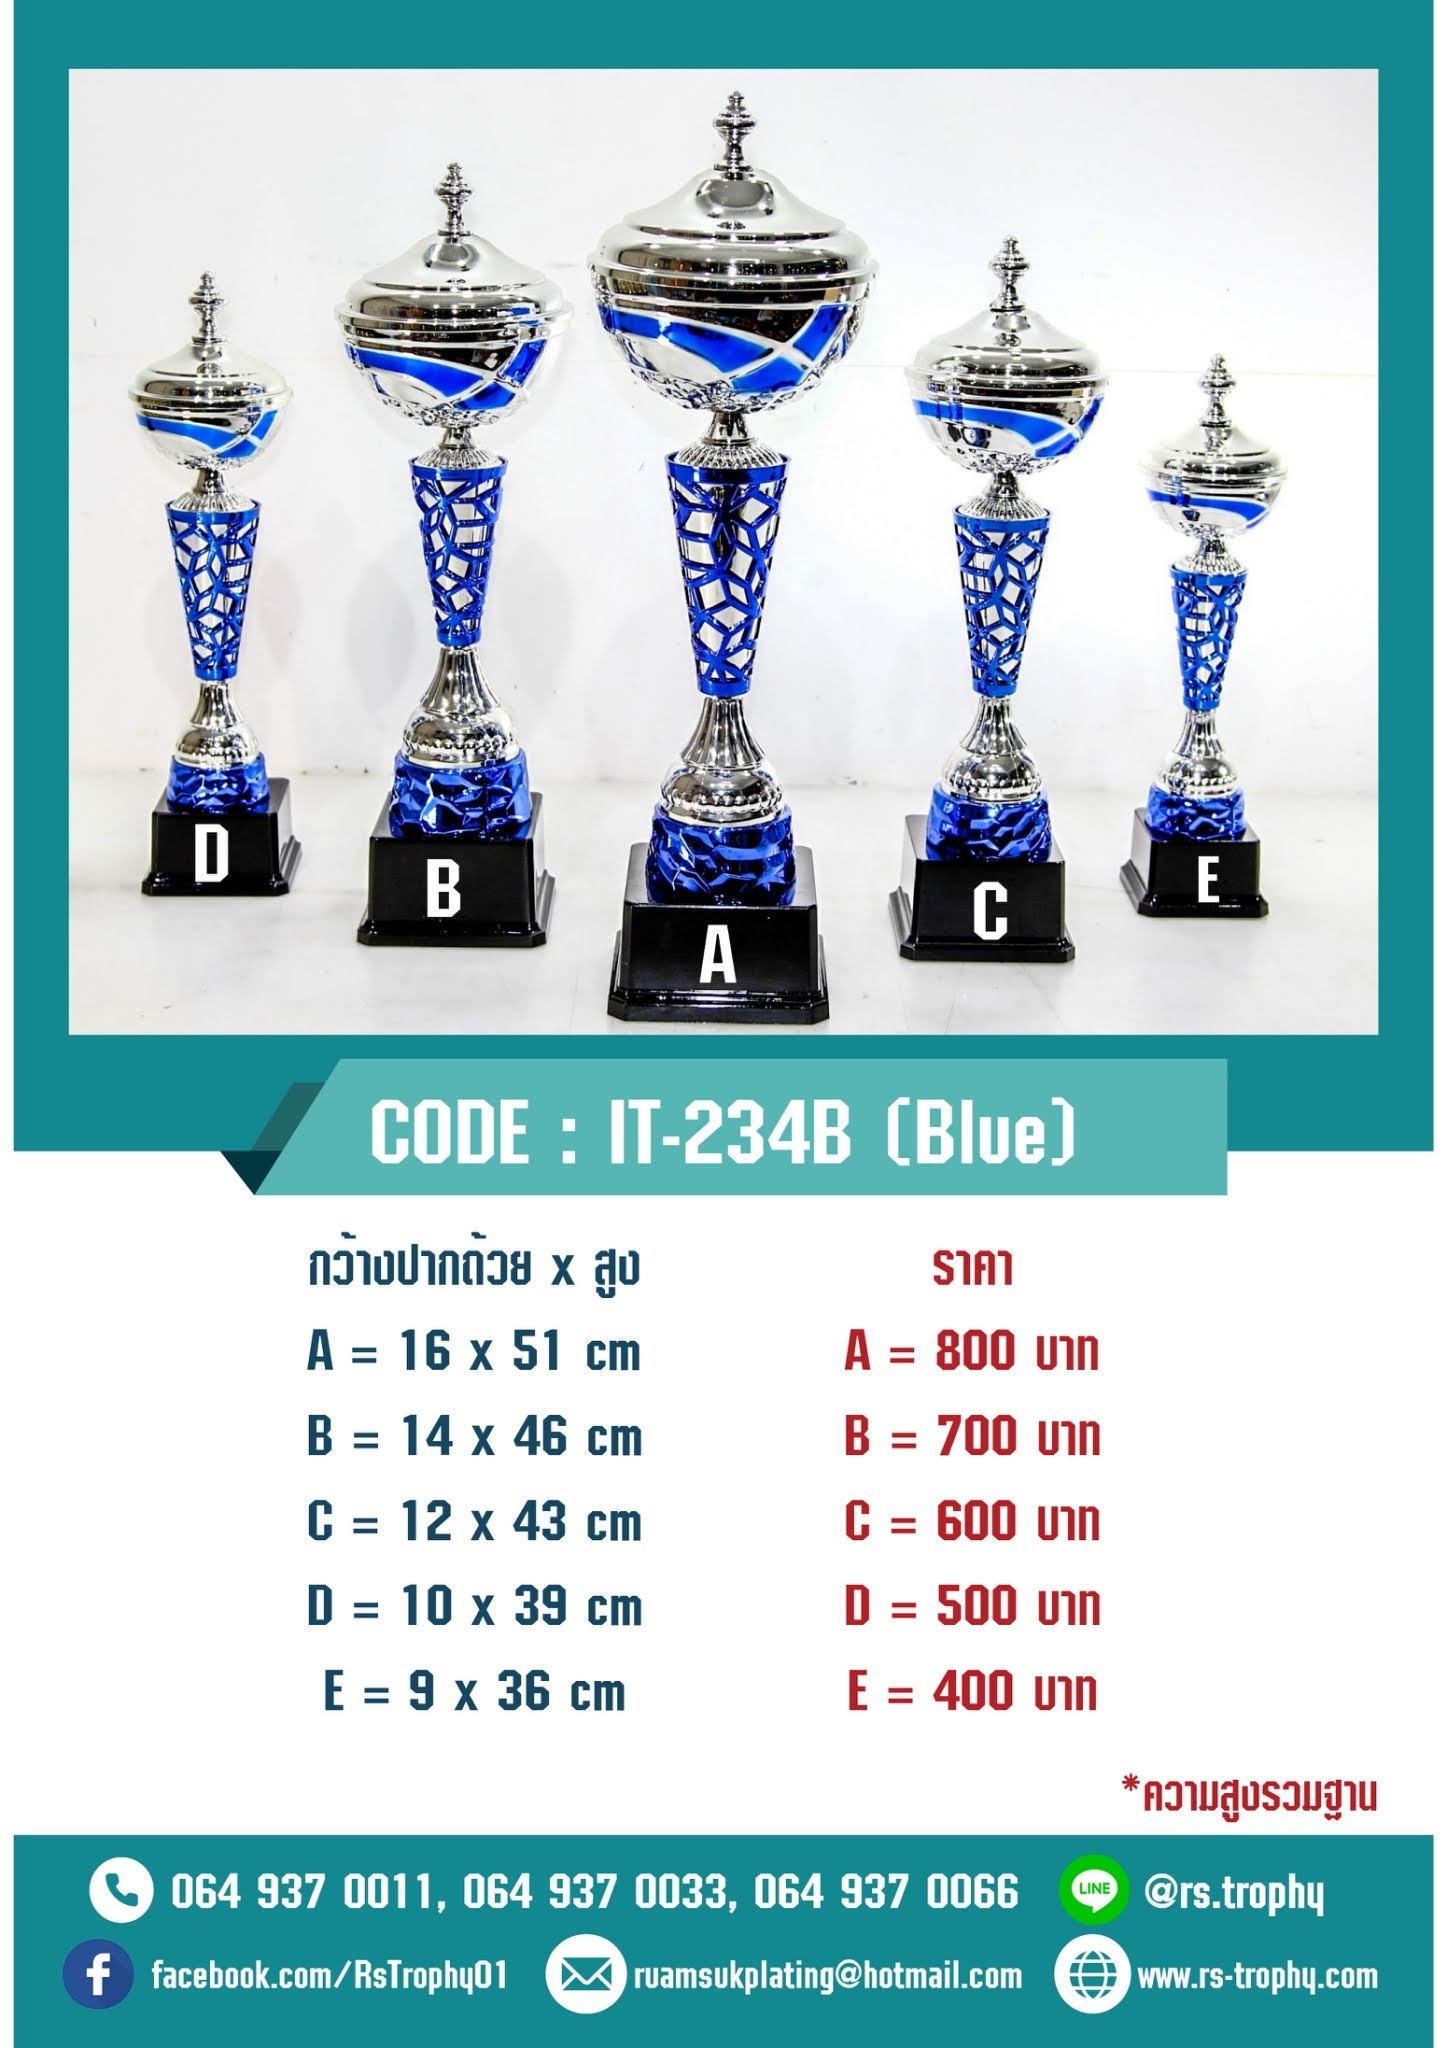 D
B
A
C
E
CODE : IT-234B (Blue)
กว้างปากถ้วย x สูง
ราคา
A = 16 x 51 cm
A = 800 บาท
B = 14 x 46 cm
B = 700 บาท
C = 12 x 43 cm
C = 600 บาท
D = 10 x 39 cm
D = 500 บาท
E = 9 x 36 cm
E = 400 บาท
*ความสูงรวมฐาน
064 937 0011, 064 937 0033, 064 937 0066
LINE @rs.trophy
facebook.com/RsTrophy01
ruamsukplating@hotmail.com
www.rs-trophy.com